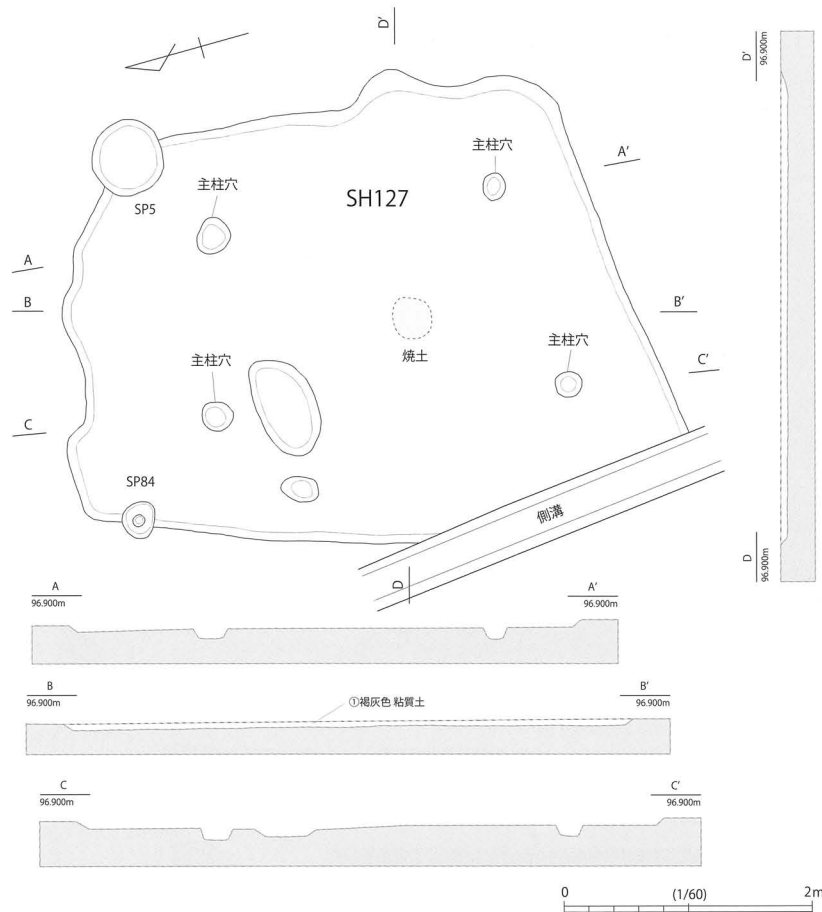 D'
D'
96.900m
主柱穴
A'
主柱穴
SH127
SP5
A
B
B'
焼土
主柱穴
主柱穴
C'
C
SP84
側溝
D
D
96.900m
A
96.900m
A'
96.900m
B
96.900m
①褐灰色 粘質土
B'
96.900m
C
96.900m
C'
96.900m
0
(1/60)
2m